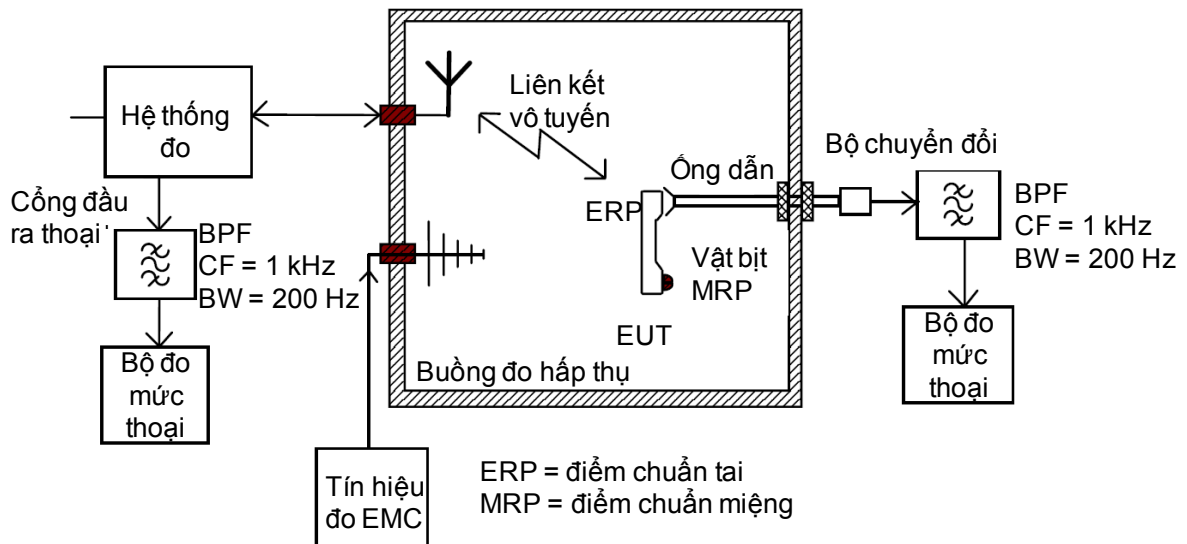 Hệ thống
đo
Cổng đầu
ra thoại
BPF
CF = 1 kHz
BW = 200 Hz
Bộ đo
mức
thoại
Liên kết
vô tuyến
Ống dẫn
ERP
Vật bịt
MRP
EUT
Buồng đo hấp thụ
Bộ chuyển đổi
BPF
CF = 1 kHz
BW = 200 Hz
Bộ đo
mức
thoại
Tín hiệu
đo EMC
ERP = điểm chuẩn tai
MRP = điểm chuẩn miệng